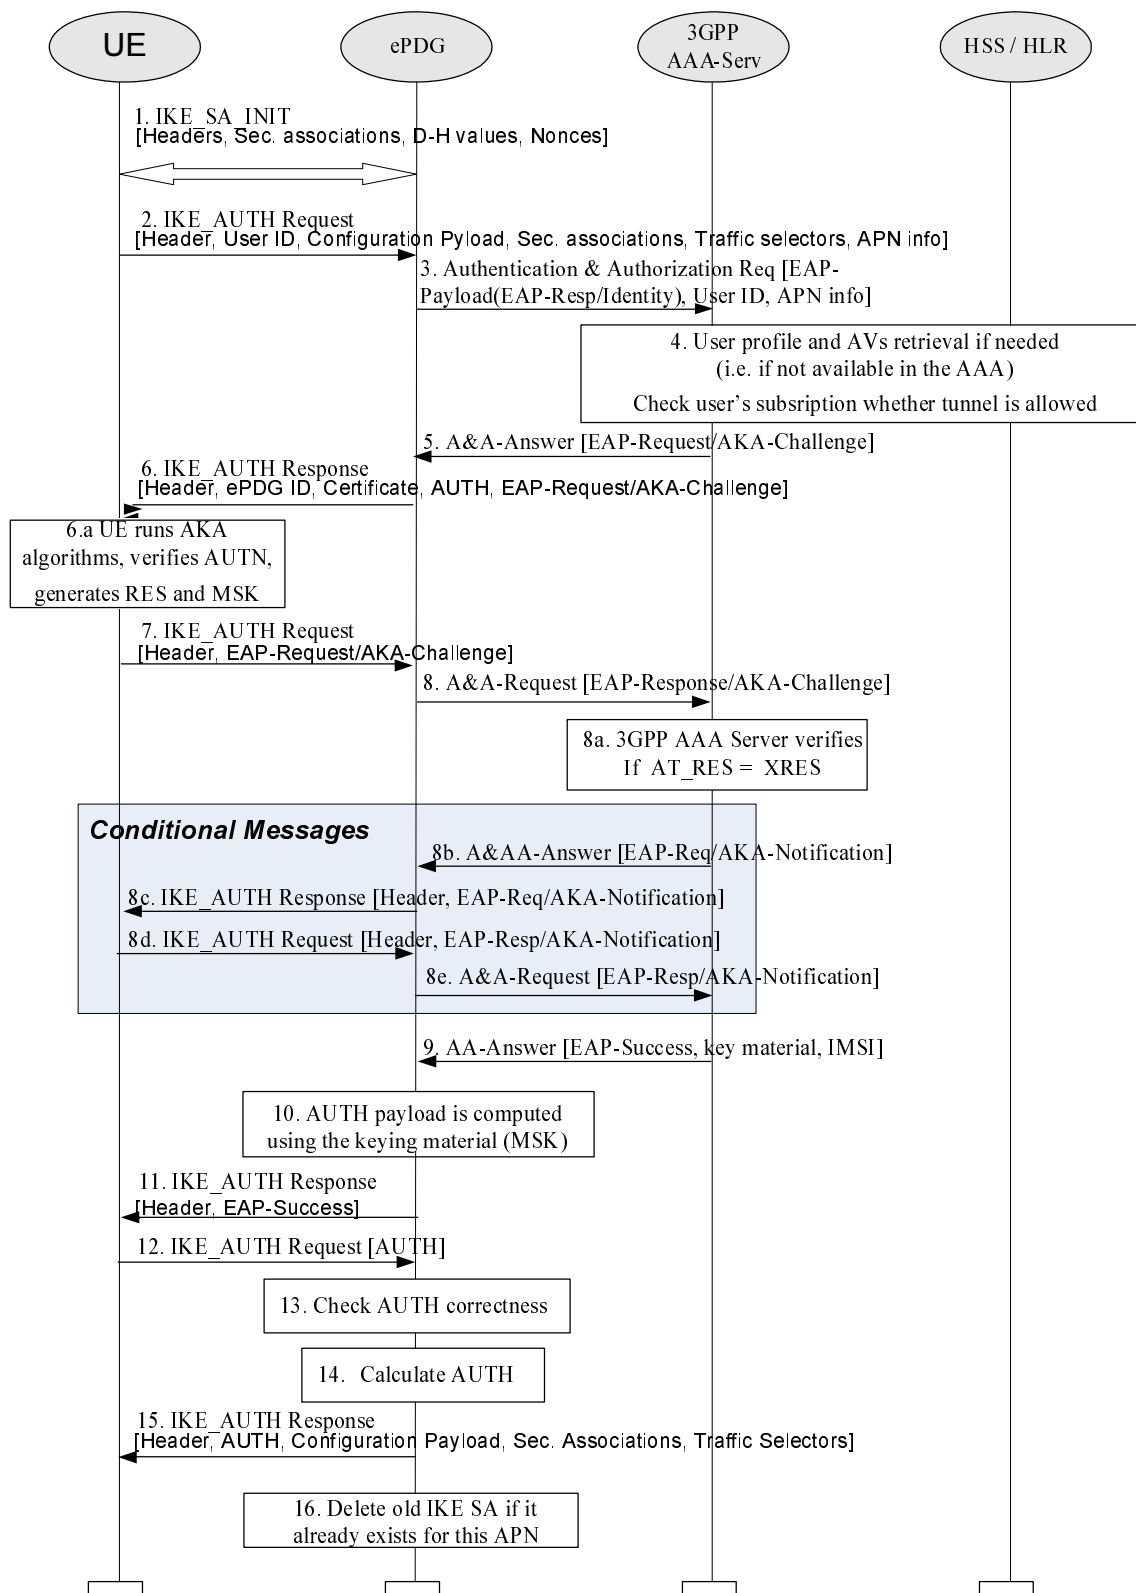 UE
ePDG
3GPP
AAA-Serv
HSS / HLR
1. IKE_SA_INIT
[Headers, Sec. associations, D-H values, Nonces]
2. IKE_AUTH Request
[Header, User ID, Configuration Pyload, Sec. associations, Traffic selectors, APN info]
3. Authentication & Authorization Req [EAP-
Payload(EAP-Resp/Identity), User ID, APN info]
4. User profile and AVs retrieval if needed
(i.e. if not available in the AAA)
Check user's subsription whether tunnel is allowed
5. A&A-Answer [EAP-Request/AKA-Challenge]
6. IKE_AUTH Response
[Header, ePDG ID, Certificate, AUTH, EAP-Request/AKA-Challenge]
6.a UE runs AKA
algorithms, verifies AUTN,
generates RES and MSK
7. IKE_AUTH Request
[Header, EAP-Request/AKA-Challenge]
8. A&A-Request [EAP-Response/AKA-Challenge]
8a. 3GPP AAA Server verifies
If AT_RES = XRES
Conditional Messages
8b. A&AA-Answer [EAP-Req/AKA-Notification]
8c. IKE_AUTH Response [Header, EAP-Req/AKA-Notification]
8d. IKE_AUTH Request [Header, EAP-Resp/AKA-Notification]
8e. A&A-Request [EAP-Resp/AKA-Notification]
9. AA-Answer [EAP-Success, key material, IMSI]
10. AUTH payload is computed
using the keying material (MSK)
11. IKE_AUTH Response
[Header, EAP-Success]
12. IKE_AUTH Request [AUTH]
13. Check AUTH correctness
14. Calculate AUTH
15. IKE_AUTH Response
[Header, AUTH, Configuration Payload, Sec. Associations, Traffic Selectors]
16. Delete old IKE SA if it
already exists for this APN